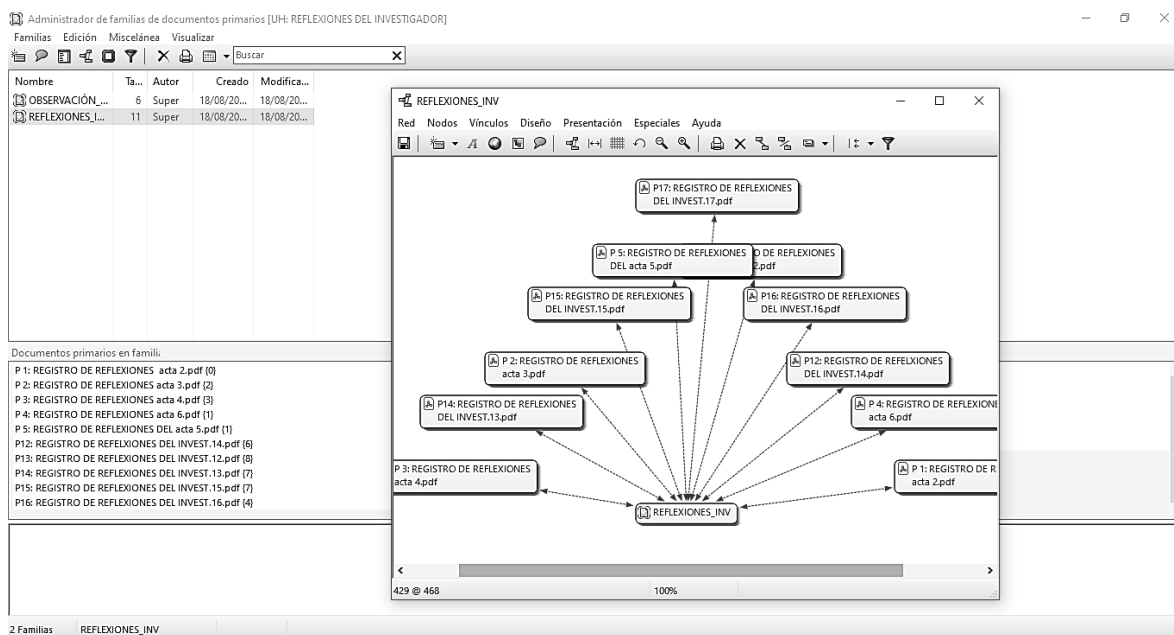 Administrador de familias de documentos primarios [UH: REFLEXIONES DEL INVESTIGADOR]
Familias Edición Miscelánea Visualizar
Buscar
Nombre Ta... Autor Creado Modifica...
OBSERVACIÓN_... 6 Super 18/08/20... 18/08/20...
REFLEXIONES_I... 11 Super 18/08/20... 18/08/20...
Documentos primarios en famili
P 1: REGISTRO DE REFLEXIONES acta 2.pdf {0}
P 2: REGISTRO DE REFLEXIONES acta 3.pdf {2}
P 3: REGISTRO DE REFLEXIONES acta 4.pdf {3}
P 4: REGISTRO DE REFLEXIONES acta 6.pdf {1}
P 5: REGISTRO DE REFLEXIONES DEL acta 5.pdf {1}
P12: REGISTRO DE REFLEXIONES DEL INVEST.14.pdf {6}
P13: REGISTRO DE REFLEXIONES DEL INVEST.12.pdf {8}
P14: REGISTRO DE REFLEXIONES DEL INVEST.13.pdf {7}
P15: REGISTRO DE REFLEXIONES DEL INVEST.15.pdf {7}
P16: REGISTRO DE REFLEXIONES DEL INVEST.16.pdf {4}
REFLEXIONES_INV
Red Nodos Vínculos Diseño Presentación Especiales Ayuda
P17: REGISTRO DE REFLEXIONES
DEL INVEST.17.pdf
P 5: REGISTRO DE REFLEXIONES
DEL acta 5.pdf
O DE REFLEXIONES
2.pdf
P15: REGISTRO DE REFLEXIONES
DEL INVEST.15.pdf
P16: REGISTRO DE REFLEXIONES
DEL INVEST.16.pdf
P 2: REGISTRO DE REFLEXIONES
acta 3.pdf
P12: REGISTRO DE REFLEXIONES
DEL INVEST.14.pdf
P14: REGISTRO DE REFLEXIONES
DEL INVEST.13.pdf
P 4: REGISTRO DE REFLEXIONE
acta 6.pdf
P 3: REGISTRO DE REFLEXIONES
acta 4.pdf
P 1: REGISTRO DE R
acta 2.pdf
REFLEXIONES_INV
429 @ 468 100%
2 Familias REFLEXIONES_INV